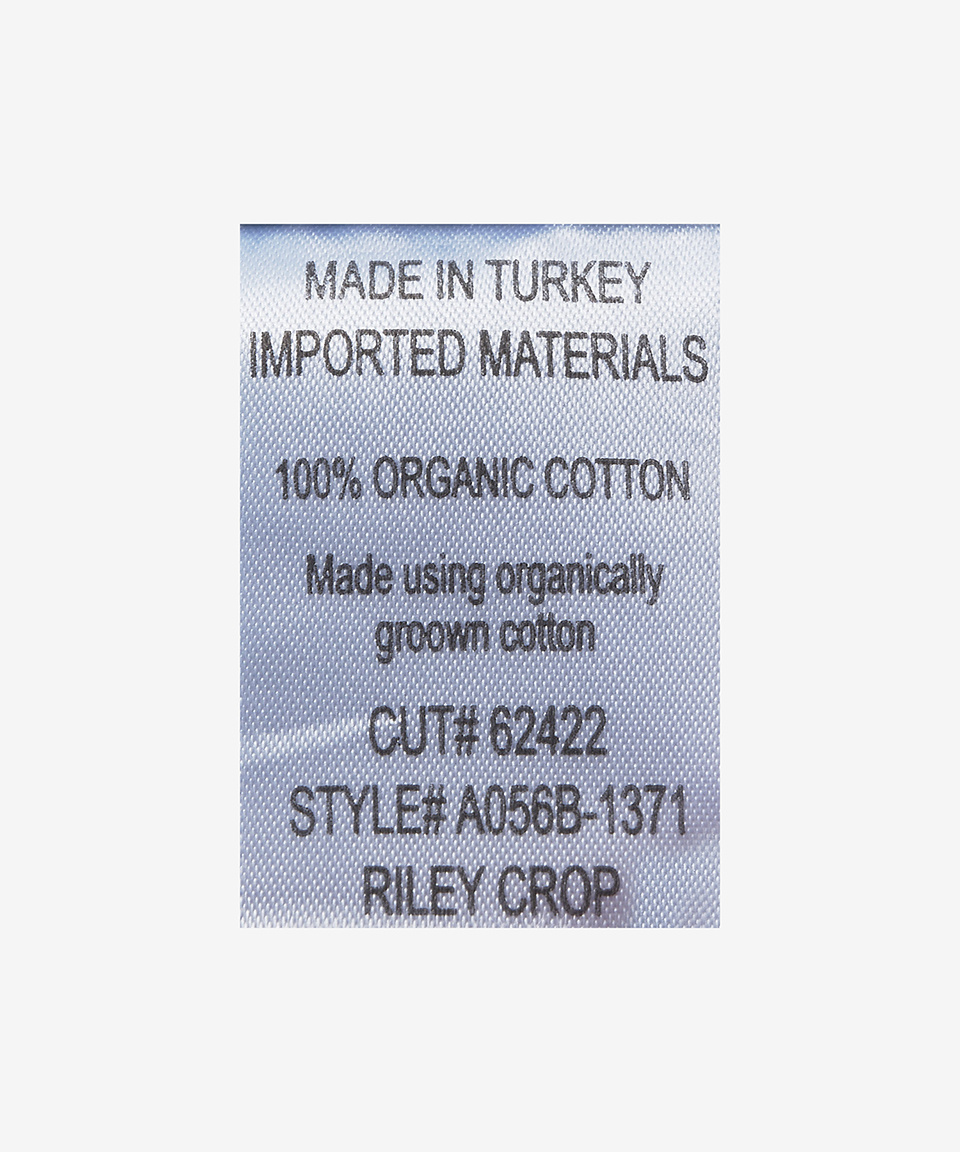 MADE IN TURKEY
IMPORTED MATERIALS
100% ORGANIC COTTON
Made using organically
groown cotton
CUT# 62422
STYLE# A056B-1371
RILEY CROP